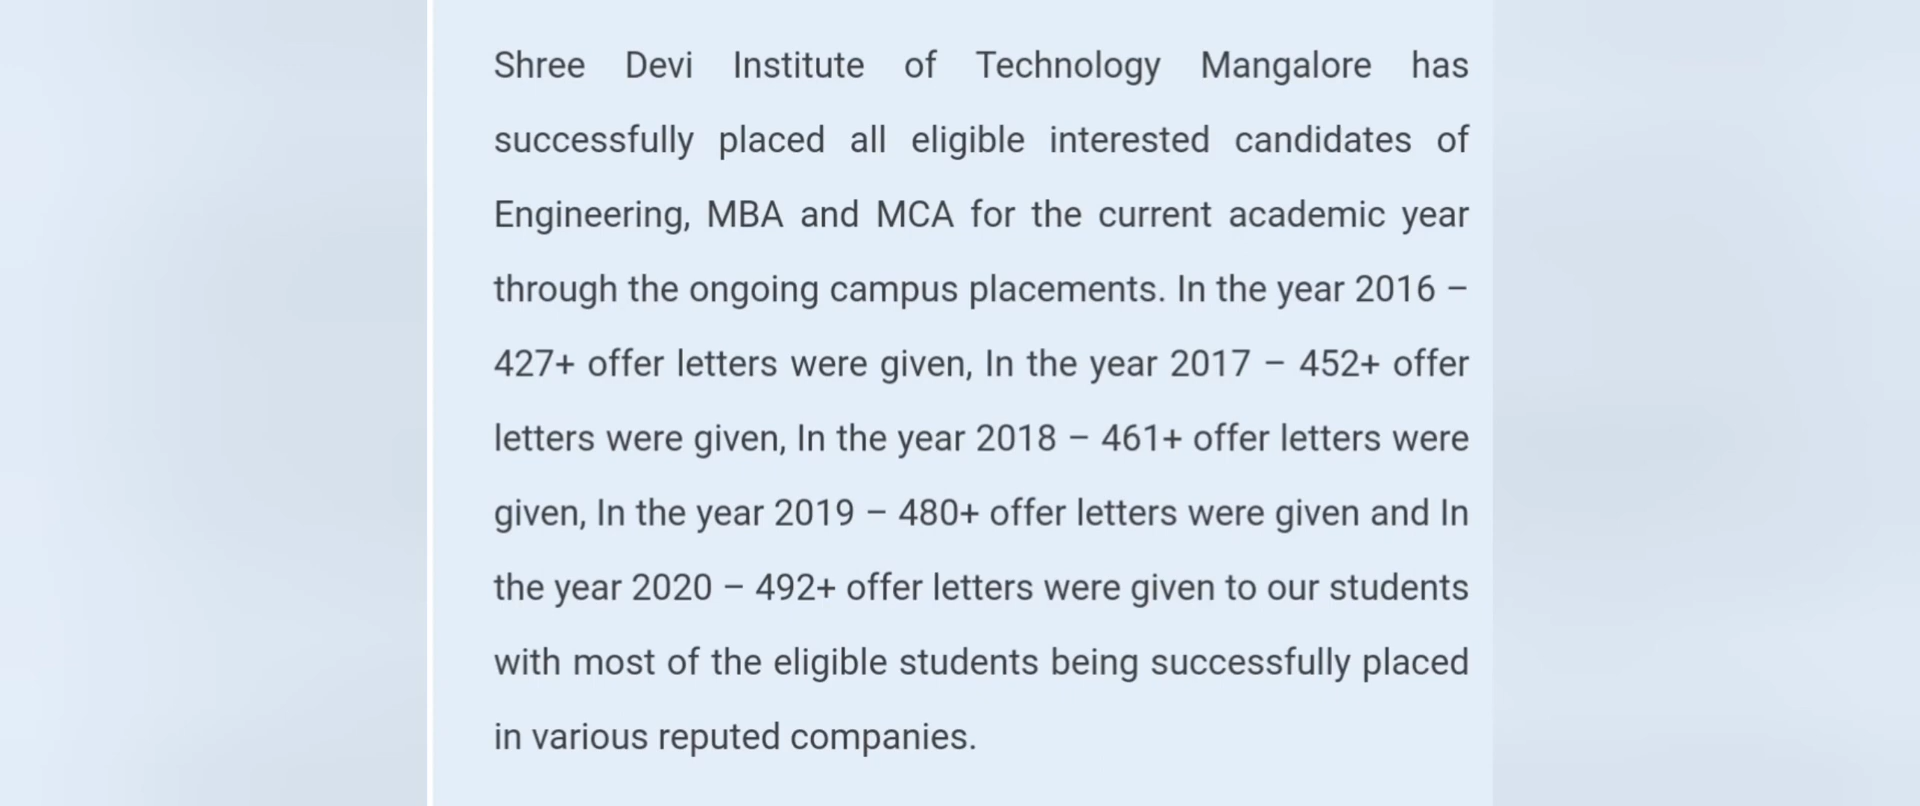 Shree Devi Institute of Technology Mangalore has
successfully placed all eligible interested candidates of
Engineering, MBA and MCA for the current academic year
through the ongoing campus placements. In the year 2016 –
427+ offer letters were given, In the year 2017 – 452+ offer
letters were given, In the year 2018 – 461+ offer letters were
given, In the year 2019 – 480+ offer letters were given and In
the year 2020 – 492+ offer letters were given to our students
with most of the eligible students being successfully placed
in various reputed companies.